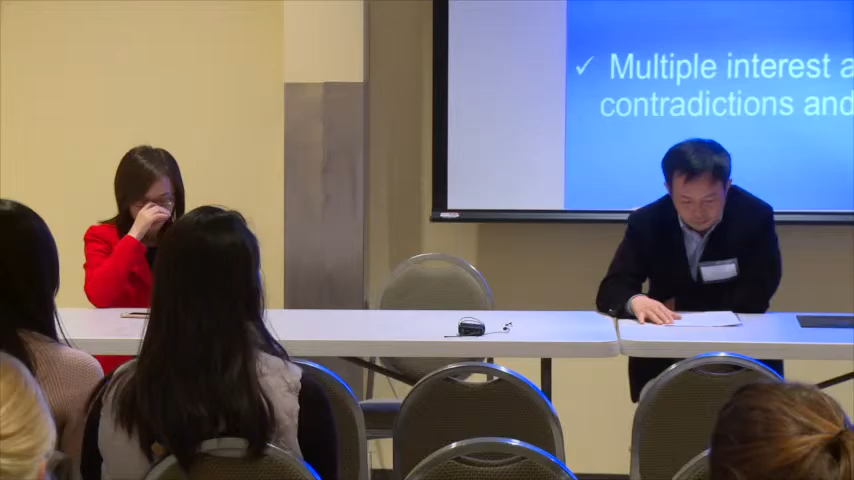 ✓ Multiple interest
contradictions and